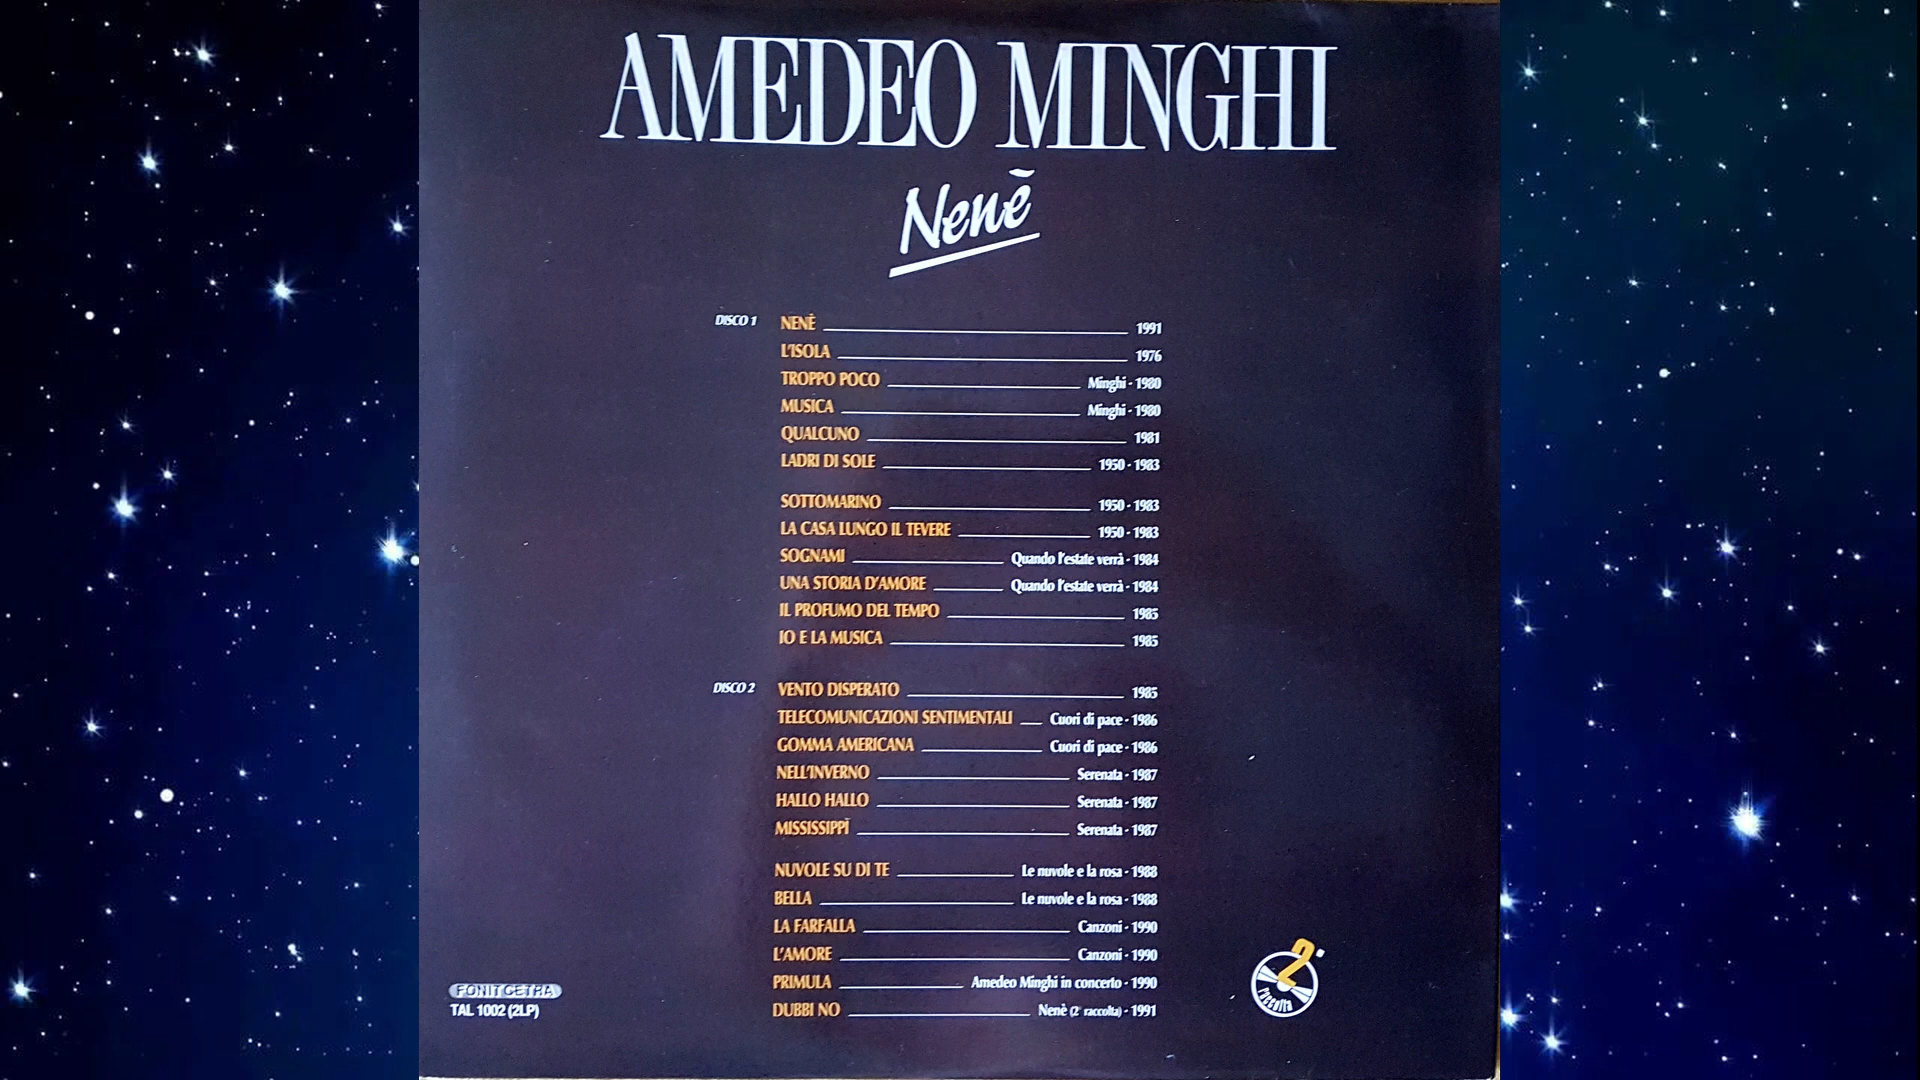 AMEDEO MINGHI
Nenè
DISCO 1 NENÈ 1991
L'ISOLA 1976
TROPPO POCO Minghi - 1980
MUSICA Minghi - 1980
QUALCUNO 1981
LADRI DI SOLE 1950 - 1983
SOTTOMARINO 1950 - 1983
LA CASA LUNGO IL TEVERE 1950 - 1983
SOGNAMI Quando l'estate verrà - 1984
UNA STORIA D'AMORE Quando l'estate verrà - 1984
IL PROFUMO DEL TEMPO 1985
IO E LA MUSICA 1985
DISCO 2 VENTO DISPERATO 1985
TELECOMUNICAZIONI SENTIMENTALI Cuori di pace - 1986
GOMMA AMERICANA Cuori di pace - 1986
NELL'INVERNO Serenata - 1987
HALLO HALLO Serenata - 1987
MISSISSIPPÌ Serenata - 1987
NUVOLE SU DI TE Le nuvole e la rosa - 1988
BELLA Le nuvole e la rosa - 1988
LA FARFALLA Canzoni - 1990
L'AMORE Canzoni - 1990
PRIMULA Amedeo Minghi in concerto - 1990
DUBBI NO Nenè (2ª raccolta) - 1991
2ª
raccolta
FONIT CETRA
TAL 1002 (2LP)